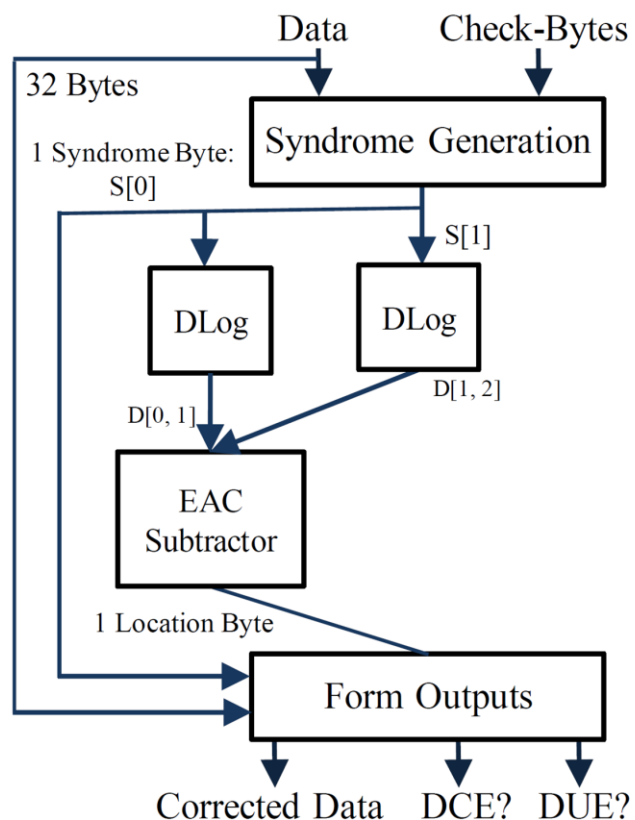 Data
Check-Bytes
32 Bytes
Syndrome Generation
1 Syndrome Byte:
S[0]
S[1]
DLog
DLog
D[0, 1]
D[1, 2]
EAC
Subtractor
1 Location Byte
Form Outputs
Corrected Data
DCE?
DUE?